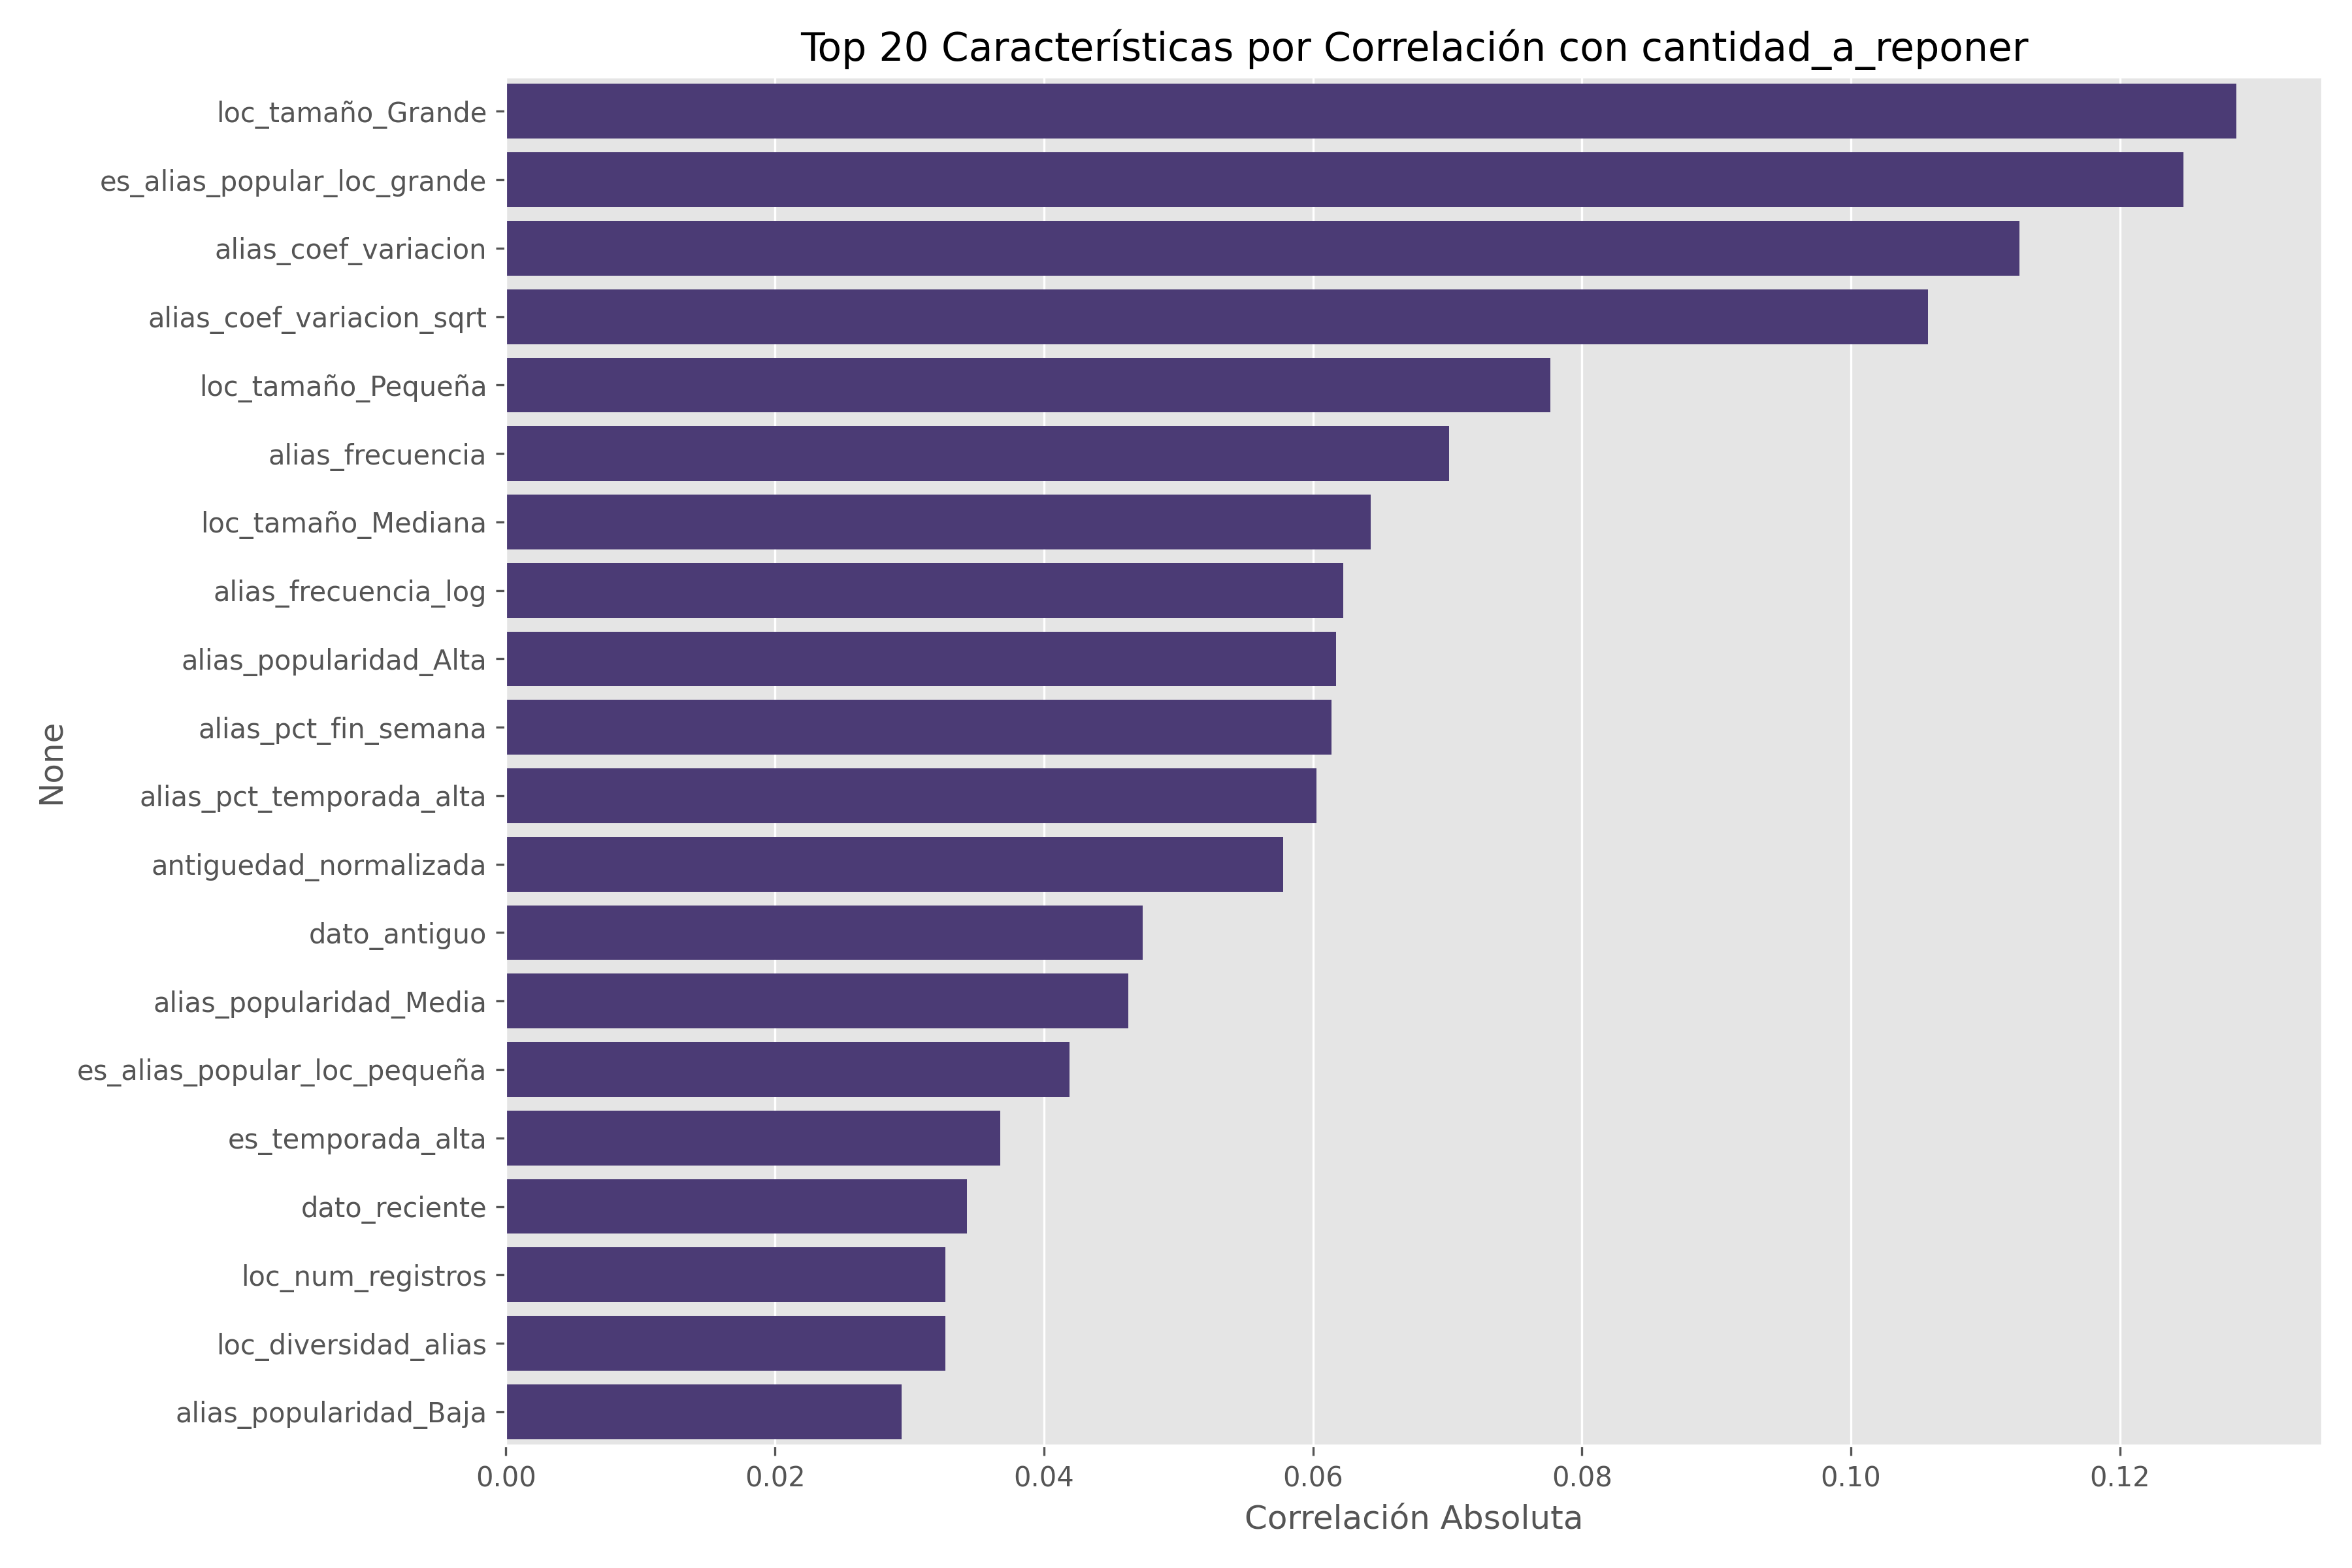 Top 20 Características por Correlación con cantidad_a_reponer
loc_tamaño_Grande
es_alias_popular_loc_grande
alias_coef_variacion
alias_coef_variacion_sqrt
loc_tamaño_Pequeña
alias_frecuencia
loc_tamaño_Mediana
alias_frecuencia_log
alias_popularidad_Alta
alias_pct_fin_semana
alias_pct_temporada_alta
antiguedad_normalizada
dato_antiguo
alias_popularidad_Media
es_alias_popular_loc_pequeña
es_temporada_alta
dato_reciente
loc_num_registros
loc_diversidad_alias
alias_popularidad_Baja
None
0.00 0.02 0.04 0.06 0.08 0.10 0.12
Correlación Absoluta